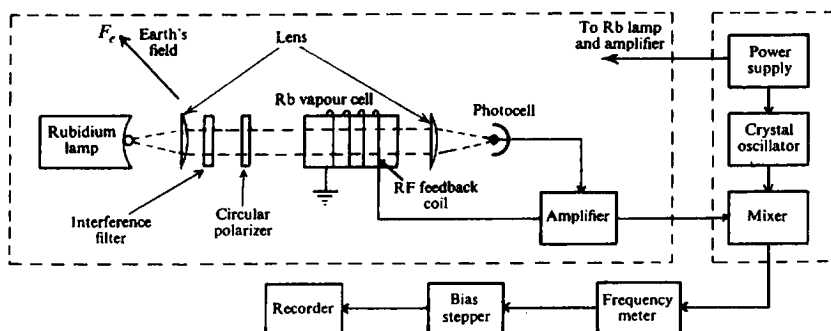 Fe
Earth's
field
Lens
To Rb lamp
and amplifier
Power
supply
Rb vapour cell
Photocell
Rubidium
lamp
Crystal
oscillator
Interference
filter
Circular
polarizer
RF feedback
coil
Amplifier
Mixer
Recorder
Bias
stepper
Frequency
meter